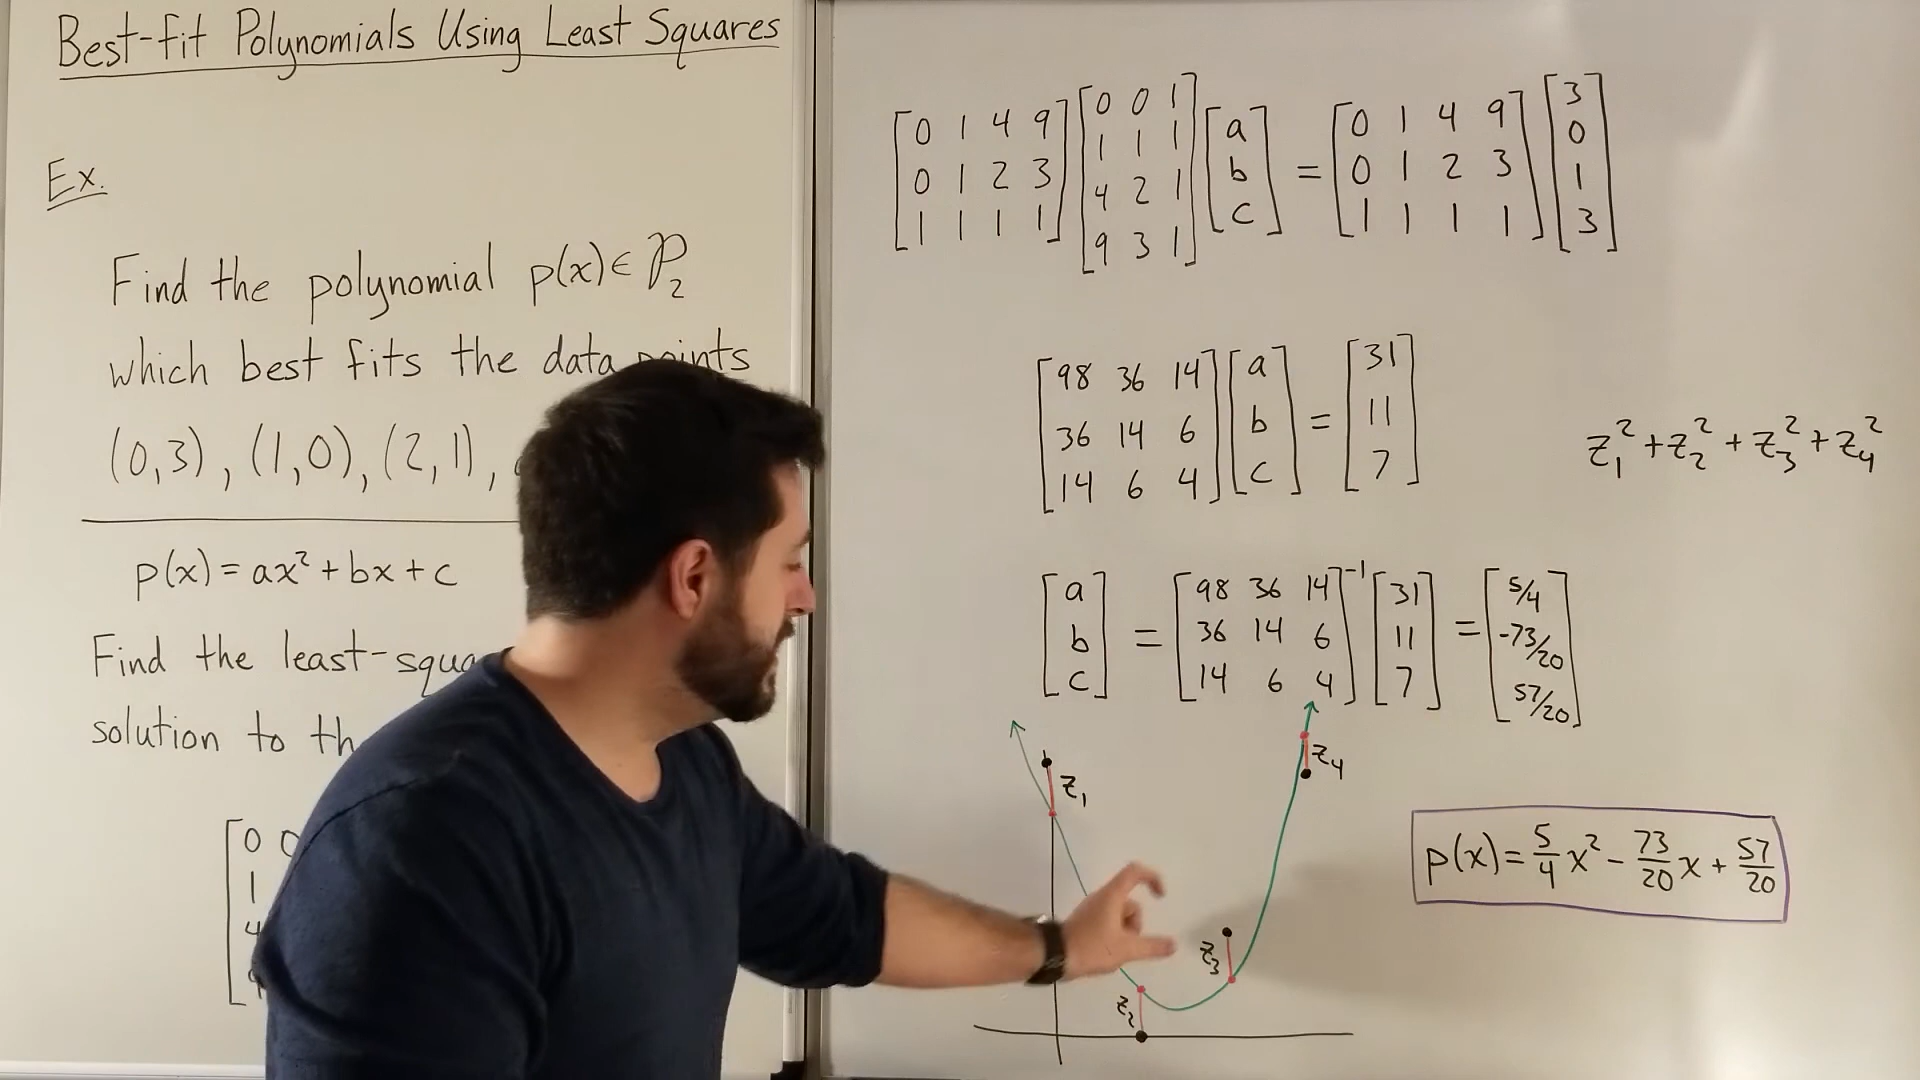 Best-fit Polynomials Using Least Squares
Ex.
Find the polynomial p(x) ∈ P₂
which best fits the data points
(0,3), (1,0), (2,1),
p(x) = ax² + bx + c
Find the least-squa
solution to th
[0 0
1
4
[0 1 4 9; 0 1 2 3; 1 1 1 1] [0 0 1; 1 1 1; 4 2 1; 9 3 1] [a; b; c] = [0 1 4 9; 0 1 2 3; 1 1 1 1] [3; 0; 1; 3]
[98 36 14; 36 14 6; 14 6 4] [a; b; c] = [31; 11; 7]
z₁² + z₂² + z₃² + z₄²
[a; b; c] = [98 36 14; 36 14 6; 14 6 4]⁻¹ [31; 11; 7] = [5/4; -73/20; 57/20]
z₁
z₄
z₃
z₂
p(x) = 5/4 x² - 73/20 x + 57/20